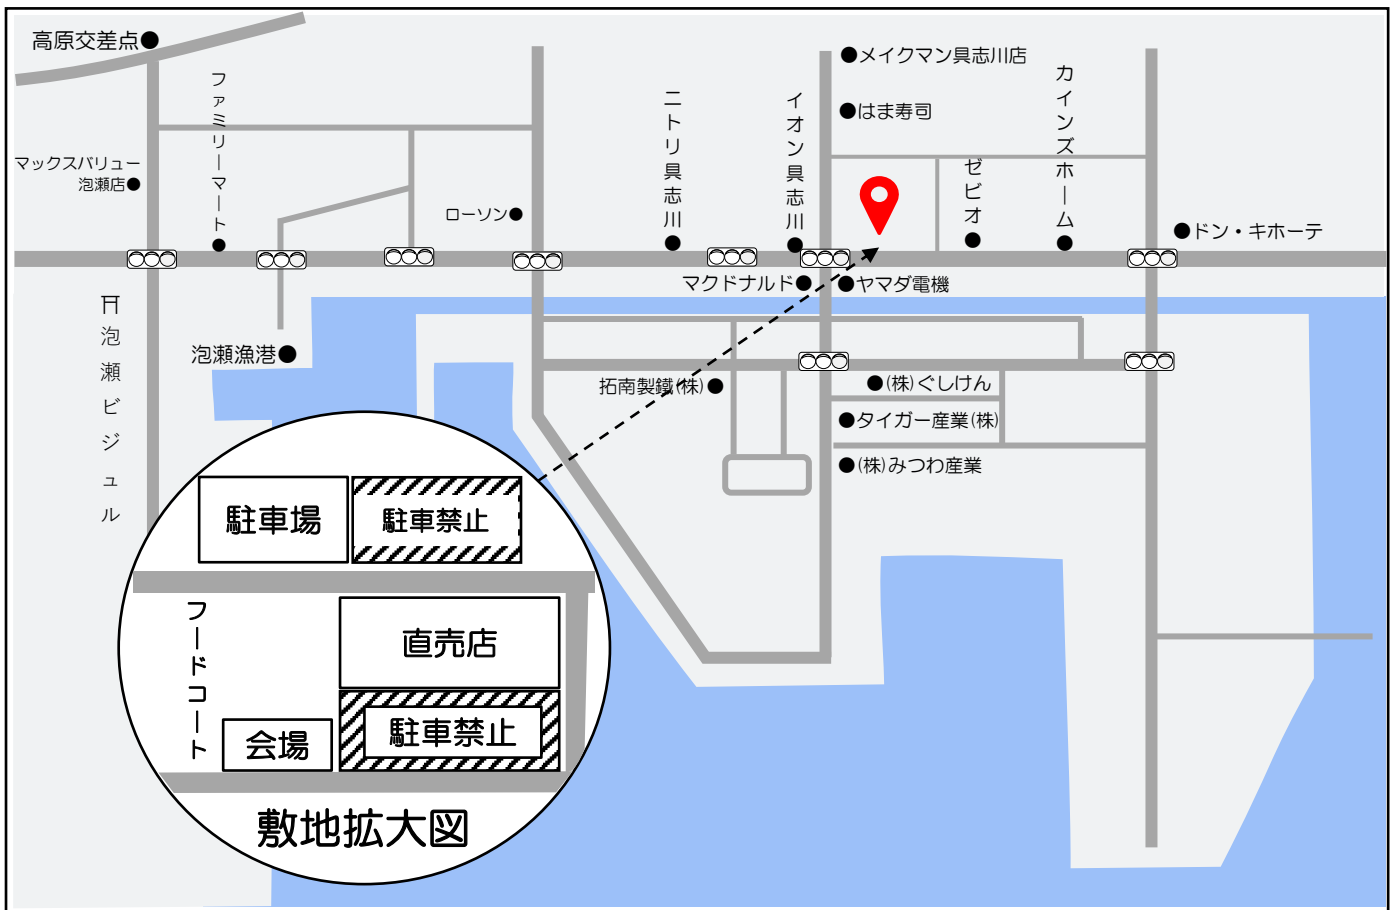 高原交差点
ファミリーマート
マックスバリュー
泡瀬店
ローソン
ニトリ具志川
イオン具志川
メイクマン具志川店
はま寿司
ゼビオ
カインズホーム
ドン・キホーテ
マクドナルド
ヤマダ電機
泡瀬ビジュル
泡瀬漁港
拓南製鐵(株)
(株)ぐしけん
タイガー産業(株)
(株)みつわ産業
駐車場
駐車禁止
フードコート
直売店
会場
駐車禁止
敷地拡大図